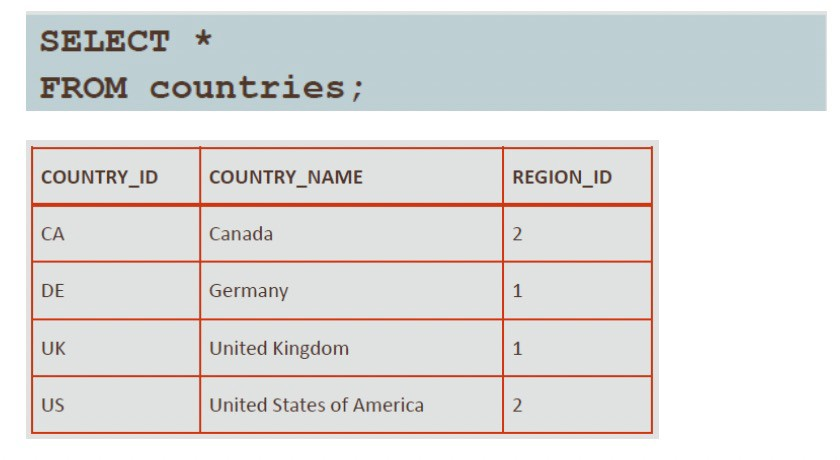 SELECT *
FROM countries;
COUNTRY_ID COUNTRY_NAME REGION_ID
CA Canada 2
DE Germany 1
UK United Kingdom 1
US United States of America 2